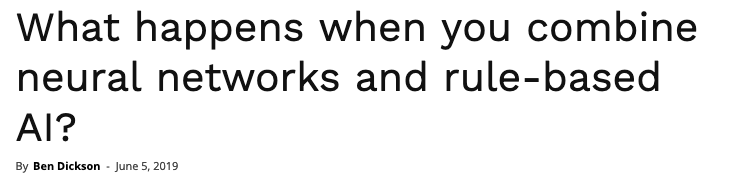 What happens when you combine
neural networks and rule-based
AI?
By Ben Dickson - June 5, 2019